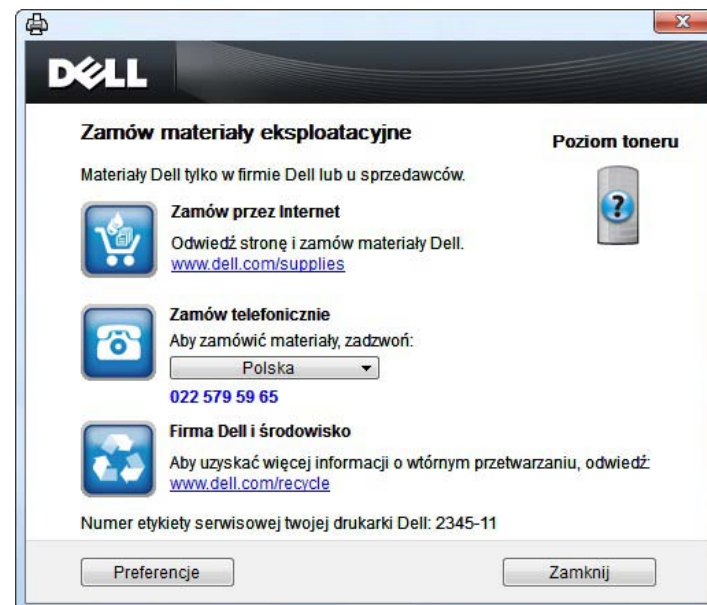 DELL
Zamów materiały eksploatacyjne
Poziom toneru
Materiały Dell tylko w firmie Dell lub u sprzedawców.
Zamów przez Internet
Odwiedź stronę i zamów materiały Dell.
www.dell.com/supplies
Zamów telefonicznie
Aby zamówić materiały, zadzwoń:
Polska
022 579 59 65
Firma Dell i środowisko
Aby uzyskać więcej informacji o wtórnym przetwarzaniu, odwiedź:
www.dell.com/recycle
Numer etykiety serwisowej twojej drukarki Dell: 2345-11
Preferencje
Zamknij